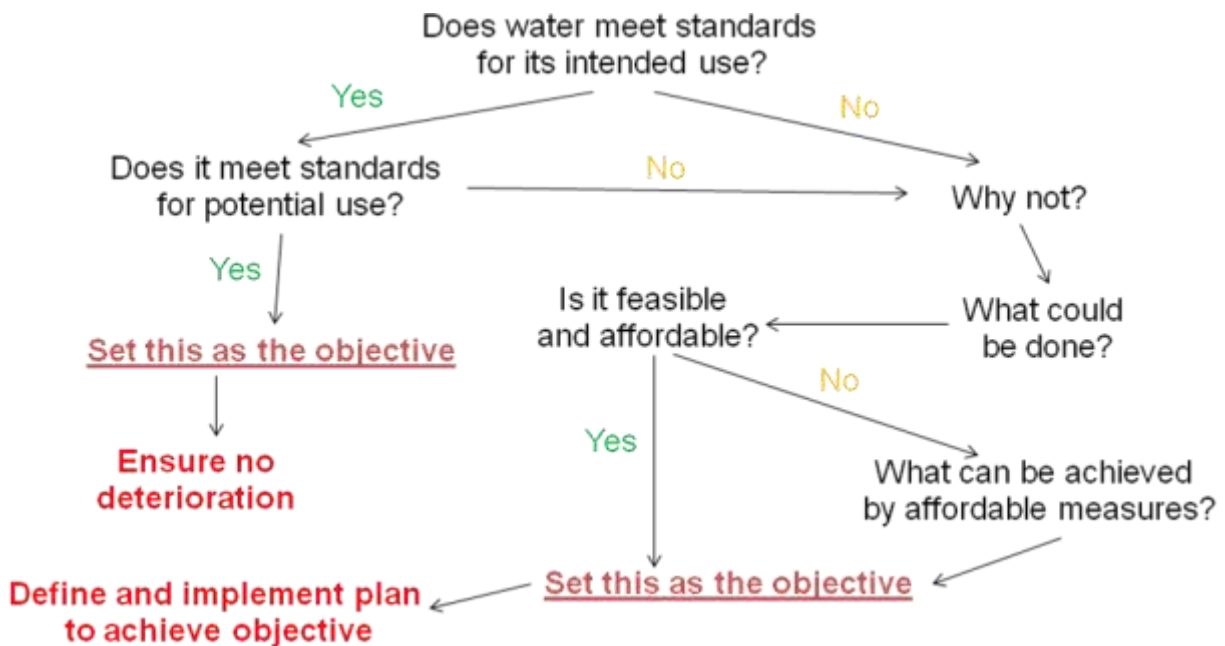 Does water meet standards
for its intended use?
Yes
No
Does it meet standards
for potential use?
No
Why not?
Yes
Is it feasible
and affordable?
What could
be done?
Set this as the objective
No
Yes
Ensure no
deterioration
What can be achieved
by affordable measures?
Set this as the objective
Define and implement plan
to achieve objective